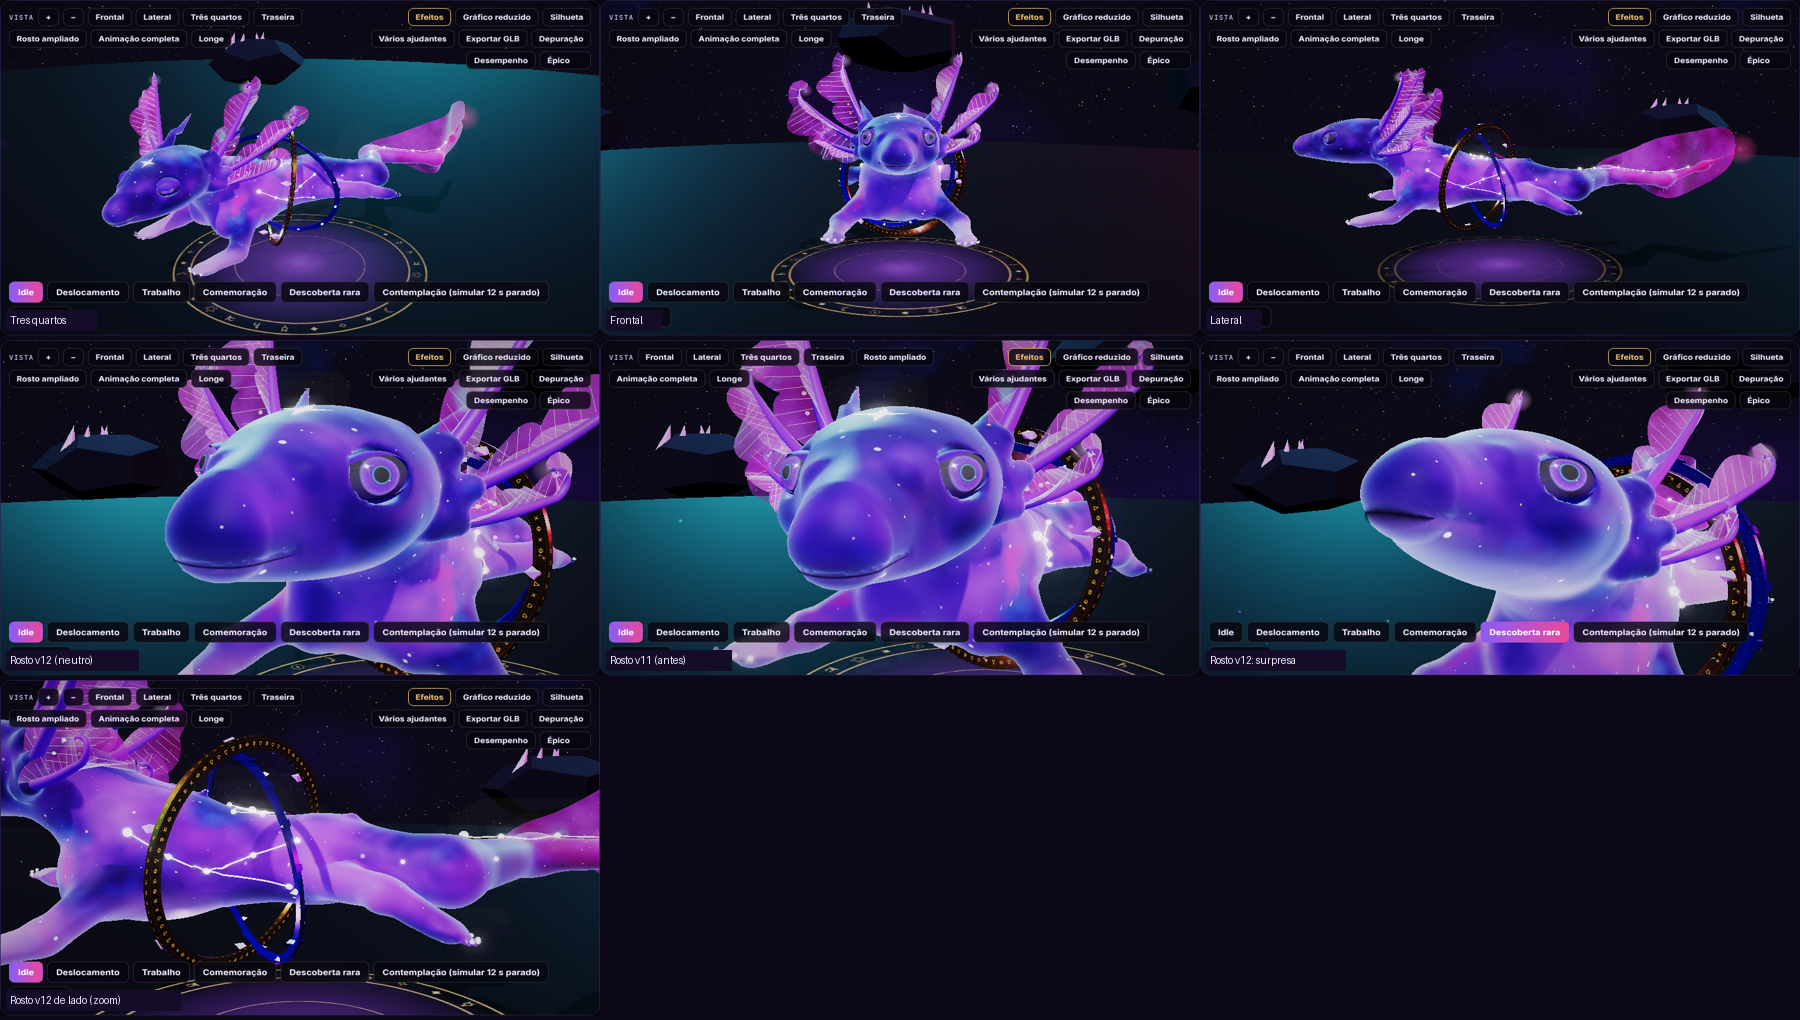 VISTA + − Frontal Lateral Três quartos Traseira Efeitos Gráfico reduzido Silhueta
Rosto ampliado Animação completa Longe Vários ajudantes Exportar GLB Depuração
Desempenho Épico
Idle Deslocamento Trabalho Comemoração Descoberta rara Contemplação (simular 12 s parado)
Tres quartos
VISTA + − Frontal Lateral Três quartos Traseira Efeitos Gráfico reduzido Silhueta
Rosto ampliado Animação completa Longe Vários ajudantes Exportar GLB Depuração
Desempenho Épico
Idle Deslocamento Trabalho Comemoração Descoberta rara Contemplação (simular 12 s parado)
Frontal
VISTA + − Frontal Lateral Três quartos Traseira Efeitos Gráfico reduzido Silhueta
Rosto ampliado Animação completa Longe Vários ajudantes Exportar GLB Depuração
Desempenho Épico
Idle Deslocamento Trabalho Comemoração Descoberta rara Contemplação (simular 12 s parado)
Lateral
VISTA + − Frontal Lateral Três quartos Traseira Efeitos Gráfico reduzido Silhueta
Rosto ampliado Animação completa Longe Vários ajudantes Exportar GLB Depuração
Desempenho Épico
Idle Deslocamento Trabalho Comemoração Descoberta rara Contemplação (simular 12 s parado)
Rosto v12 (neutro)
VISTA Frontal Lateral Três quartos Traseira Rosto ampliado Efeitos Gráfico reduzido Silhueta
Animação completa Longe Vários ajudantes Exportar GLB Depuração
Desempenho Épico
Idle Deslocamento Trabalho Comemoração Descoberta rara Contemplação (simular 12 s parado)
Rosto v11 (antes)
VISTA + − Frontal Lateral Três quartos Traseira Efeitos Gráfico reduzido Silhueta
Rosto ampliado Animação completa Longe Vários ajudantes Exportar GLB Depuração
Desempenho Épico
Idle Deslocamento Trabalho Comemoração Descoberta rara Contemplação (simular 12 s parado)
Rosto v12: surpresa
VISTA + − Frontal Lateral Três quartos Traseira Efeitos Gráfico reduzido Silhueta
Rosto ampliado Animação completa Longe Vários ajudantes Exportar GLB Depuração
Desempenho Épico
Idle Deslocamento Trabalho Comemoração Descoberta rara Contemplação (simular 12 s parado)
Rosto v12 de lado (zoom)